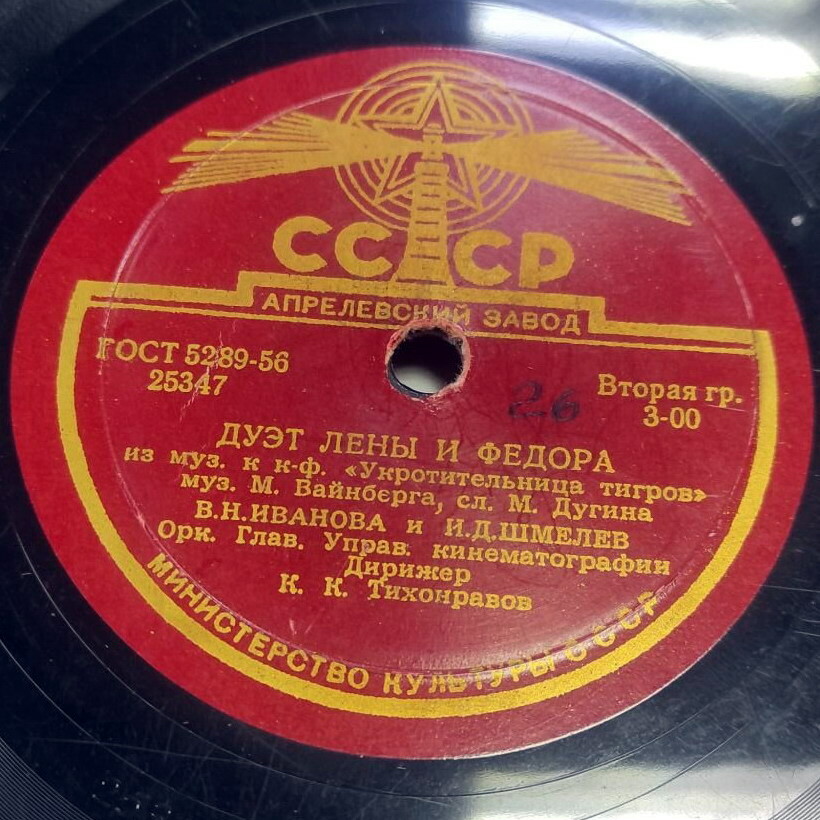 СССР
АПРЕЛЕВСКИЙ ЗАВОД
ГОСТ 5289-56
25347
Вторая гр.
3-00
26
ДУЭТ ЛЕНЫ И ФЕДОРА
из муз. к к-ф. «Укротительница тигров»
муз. М. Вайнберга, сл. М. Дугина
В.Н.ИВАНОВА и И.Д.ШМЕЛЕВ
Орк. Глав. Управ. кинематографии
Дирижер
К. К. Тихонравов
МИНИСТЕРСТВО КУЛЬТУРЫ СССР